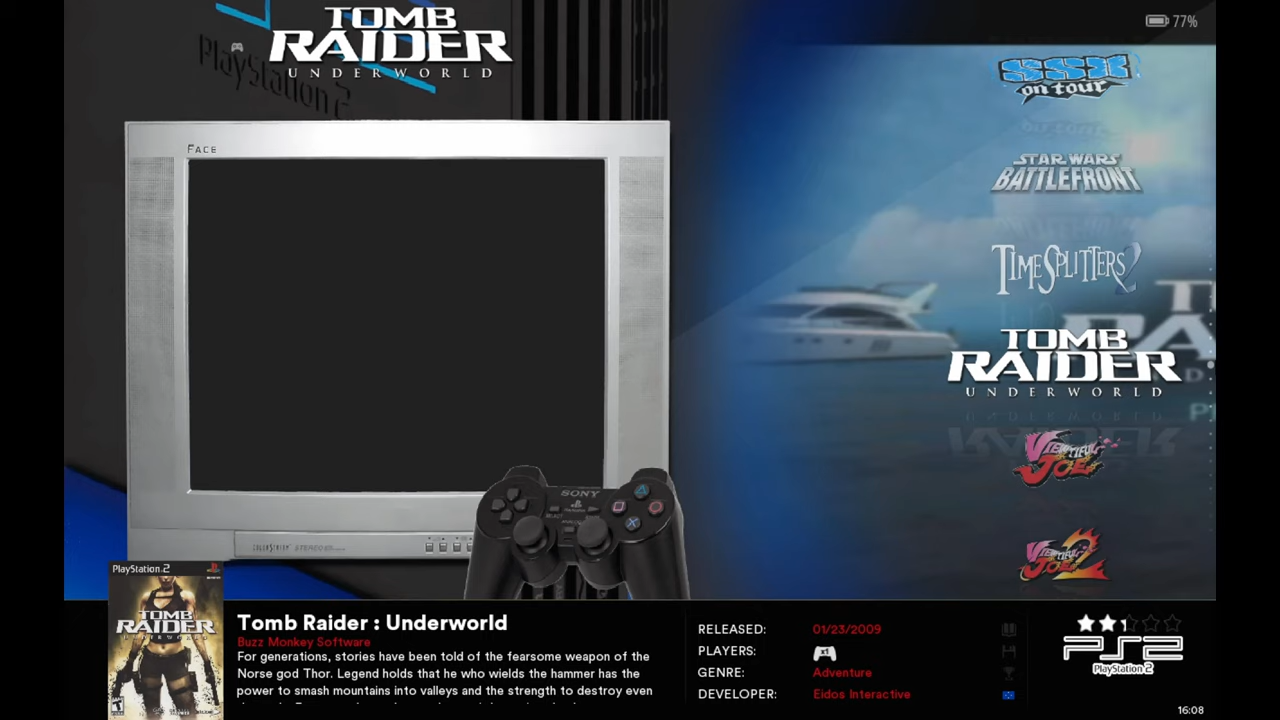 TOMB
RAIDER
UNDERWORLD
PlayStation 2
77%
SSX
on tour
STAR WARS
BATTLEFRONT
TIMESPLITTERS 2
TOMB
RAIDER
UNDERWORLD
VIEWTIFUL
JOE
VIEWTIFUL
JOE 2
FACE
SONY
PlayStation 2
TOMB
RAIDER
UNDERWORLD
Tomb Raider : Underworld
Buzz Monkey Software
For generations, stories have been told of the fearsome weapon of the
Norse god Thor. Legend holds that he who wields the hammer has the
power to smash mountains into valleys and the strength to destroy even
RELEASED: 01/23/2009
PLAYERS:
GENRE: Adventure
DEVELOPER: Eidos Interactive
PS2
PlayStation 2
16:08